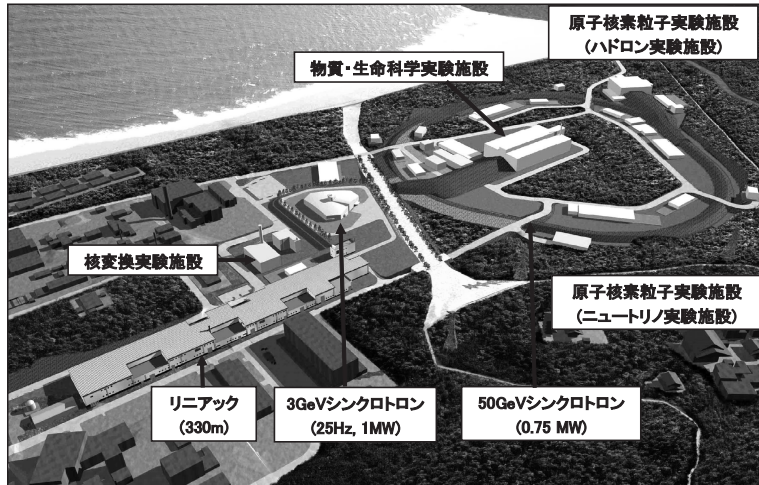 原子核素粒子実験施設
(ハドロン実験施設)
物質・生命科学実験施設
核変換実験施設
原子核素粒子実験施設
(ニュートリノ実験施設)
リニアック
(330m)
3GeVシンクロトロン
(25Hz, 1MW)
50GeVシンクロトロン
(0.75 MW)